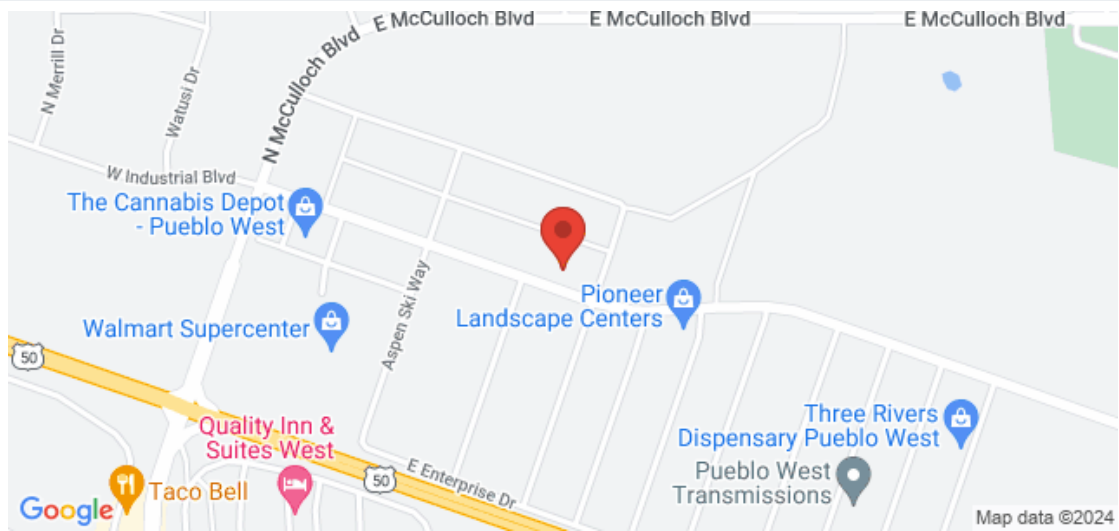 E McCulloch Blvd
E McCulloch Blvd
E McCulloch Blvd
N Merrill Dr
Watusi Dr
N McCulloch Blvd
W Industrial Blvd
The Cannabis Depot
- Pueblo West
Aspen Ski Way
Pioneer
Landscape Centers
Walmart Supercenter
50
Quality Inn &
Suites West
Three Rivers
Dispensary Pueblo West
E Enterprise Dr
50
Pueblo West
Transmissions
Taco Bell
Google
Map data ©2024